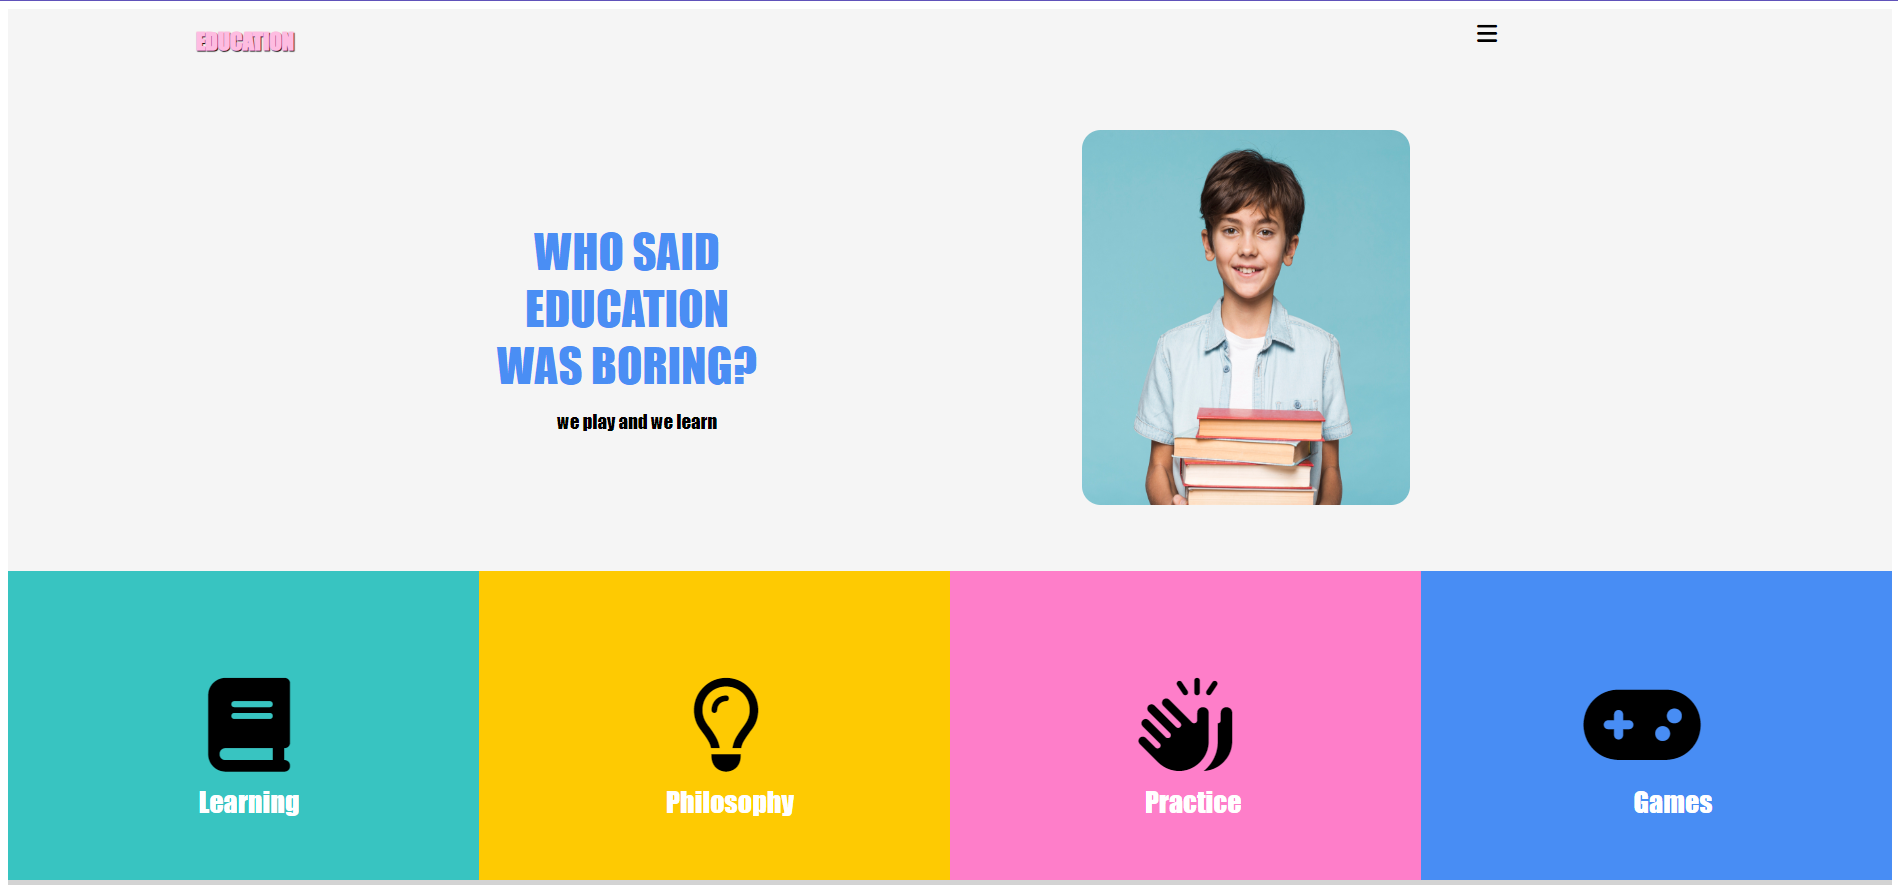 EDUCATION
WHO SAID
EDUCATION
WAS BORING?
we play and we learn
Learning
Philosophy
Practice
Games